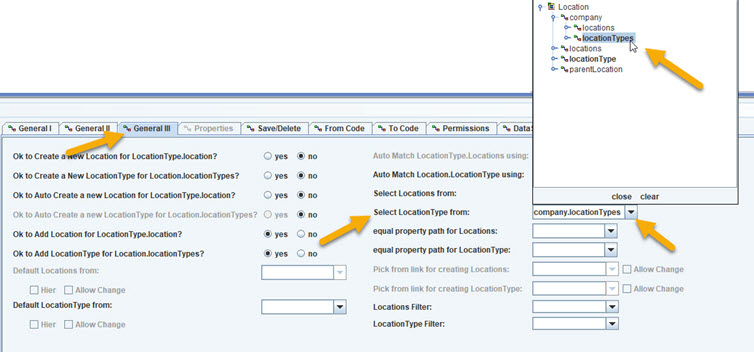 Location
company
locations
locationTypes
locations
locationType
parentLocation
close clear
General I General II General III Properties Save/Delete From Code To Code Permissions
Ok to Create a New Location for LocationType.location? yes no
Ok to Create a New LocationType for Location.locationTypes? yes no
Ok to Auto Create a new Location for LocationType.location? yes no
Ok to Auto Create a new LocationType for Location.locationTypes? yes no
Ok to Add Location for LocationType.location? yes no
Ok to Add LocationType for Location.locationTypes? yes no
Default Locations from:
Hier Allow Change
Default LocationType from:
Hier Allow Change
Auto Match LocationType.Locations using:
Auto Match Location.LocationType using:
Select Locations from:
Select LocationType from: company.locationTypes
equal property path for Locations:
equal property path for LocationType:
Pick from link for creating Locations: Allow Change
Pick from link for creating LocationType: Allow Change
Locations Filter:
LocationType Filter: